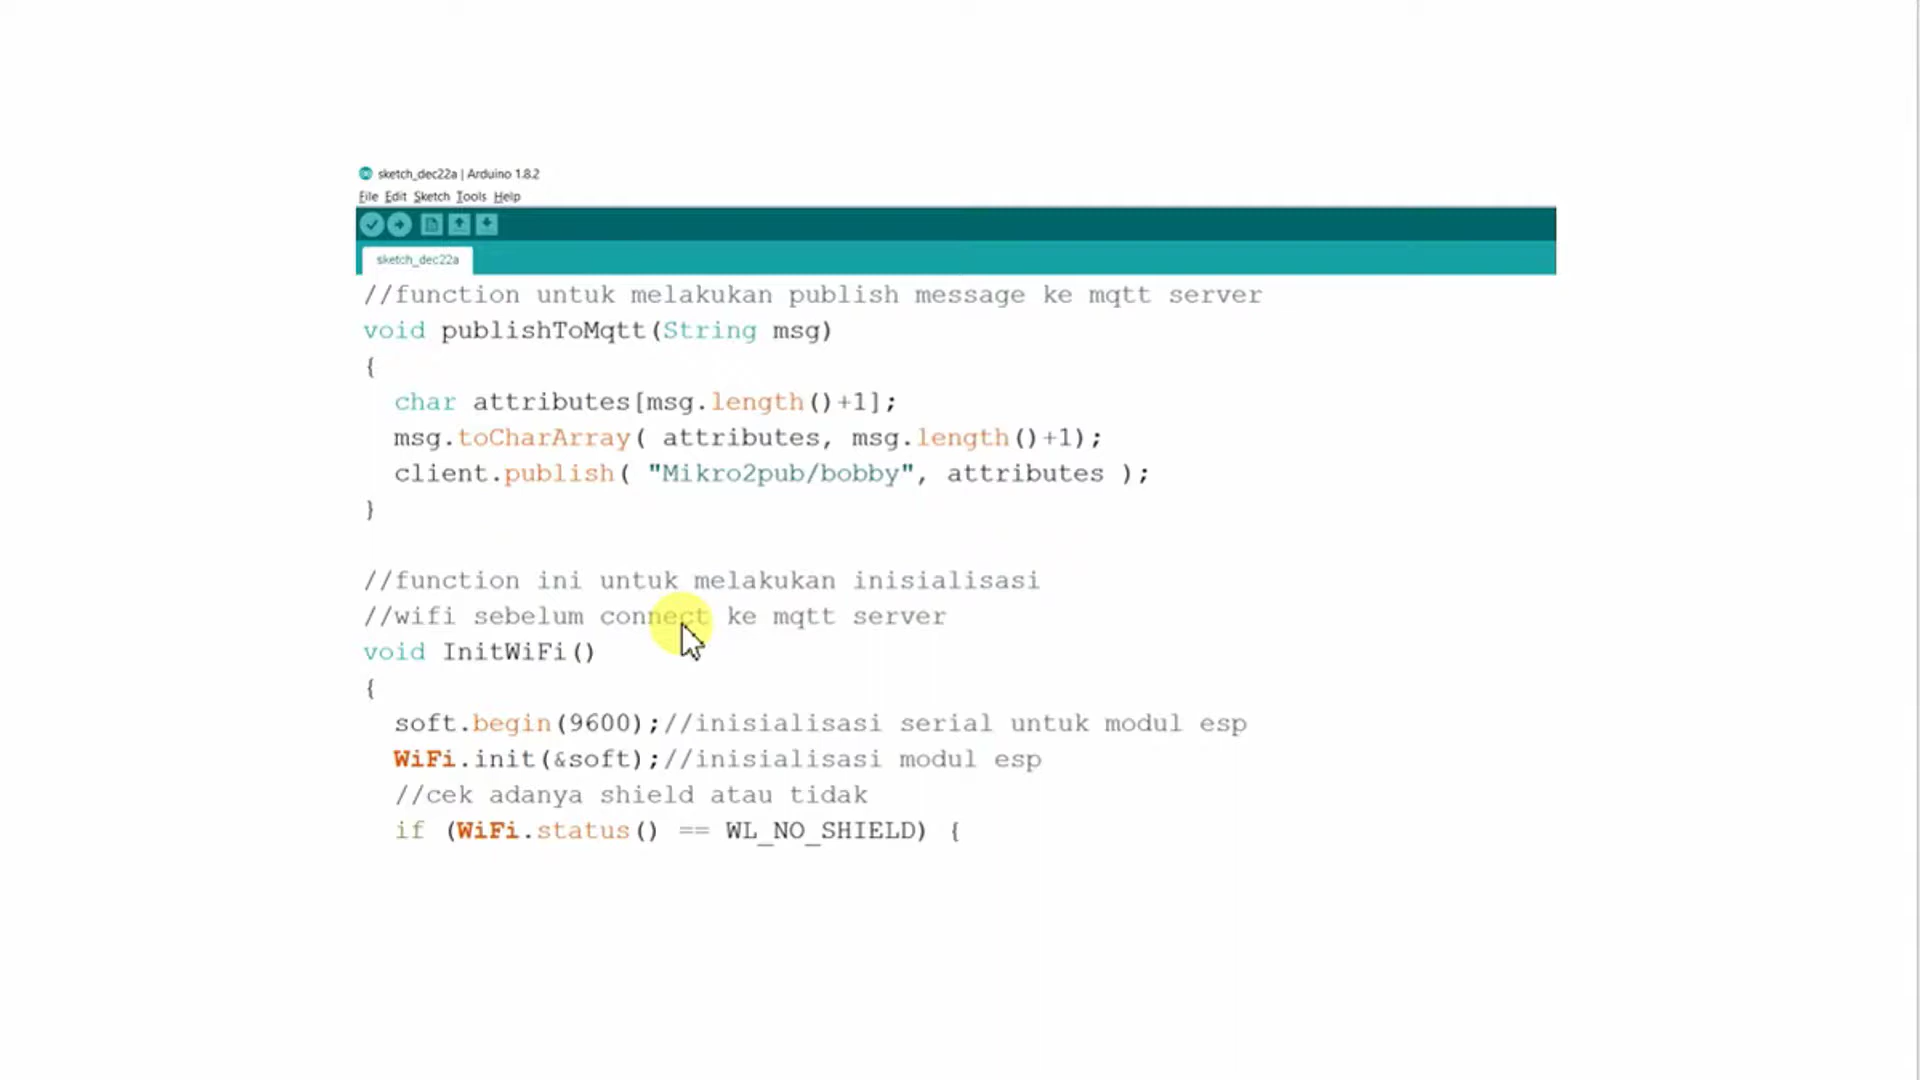 sketch_dec22a | Arduino 1.8.2
File Edit Sketch Tools Help
sketch_dec22a
//function untuk melakukan publish message ke mqtt server
void publishToMqtt(String msg)
{
char attributes[msg.length()+1];
msg.toCharArray( attributes, msg.length()+1);
client.publish( "Mikro2pub/bobby", attributes );
}
//function ini untuk melakukan inisialisasi
//wifi sebelum connect ke mqtt server
void InitWiFi()
{
soft.begin(9600);//inisialisasi serial untuk modul esp
WiFi.init(&soft);//inisialisasi modul esp
//cek adanya shield atau tidak
if (WiFi.status() == WL_NO_SHIELD) {